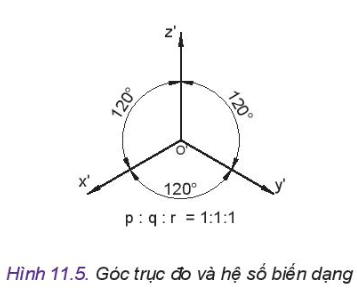 z'
120°
120°
O'
x'
120°
y'
p : q : r = 1:1:1
Hình 11.5. Góc trục đo và hệ số biến dạng